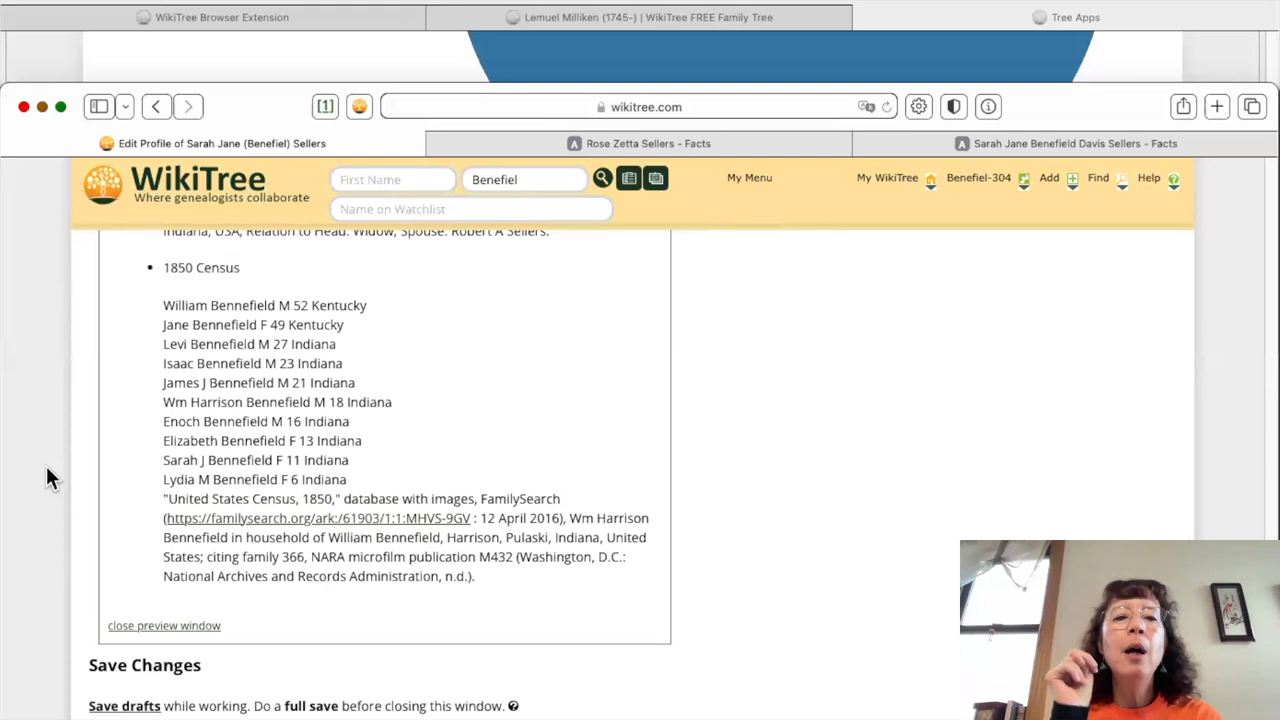 WikiTree Browser Extension
Lemuel Milliken (1745-) | WikiTree FREE Family Tree
Tree Apps
[1]
wikitree.com
Edit Profile of Sarah Jane (Benefiel) Sellers
A Rose Zetta Sellers - Facts
A Sarah Jane Benefield Davis Sellers - Facts
WikiTree
Where genealogists collaborate
First Name
Benefiel
Name on Watchlist
My Menu
My WikiTree
Benefiel-304
Add
Find
Help
Indiana, USA, Relation to Head: Widow, Spouse: Robert A Sellers.
• 1850 Census
William Bennefield M 52 Kentucky
Jane Bennefield F 49 Kentucky
Levi Bennefield M 27 Indiana
Isaac Bennefield M 23 Indiana
James J Bennefield M 21 Indiana
Wm Harrison Bennefield M 18 Indiana
Enoch Bennefield M 16 Indiana
Elizabeth Bennefield F 13 Indiana
Sarah J Bennefield F 11 Indiana
Lydia M Bennefield F 6 Indiana
"United States Census, 1850," database with images, FamilySearch
(https://familysearch.org/ark:/61903/1:1:MHVS-9GV : 12 April 2016), Wm Harrison
Bennefield in household of William Bennefield, Harrison, Pulaski, Indiana, United
States; citing family 366, NARA microfilm publication M432 (Washington, D.C.:
National Archives and Records Administration, n.d.).
close preview window
Save Changes
Save drafts while working. Do a full save before closing this window. ?